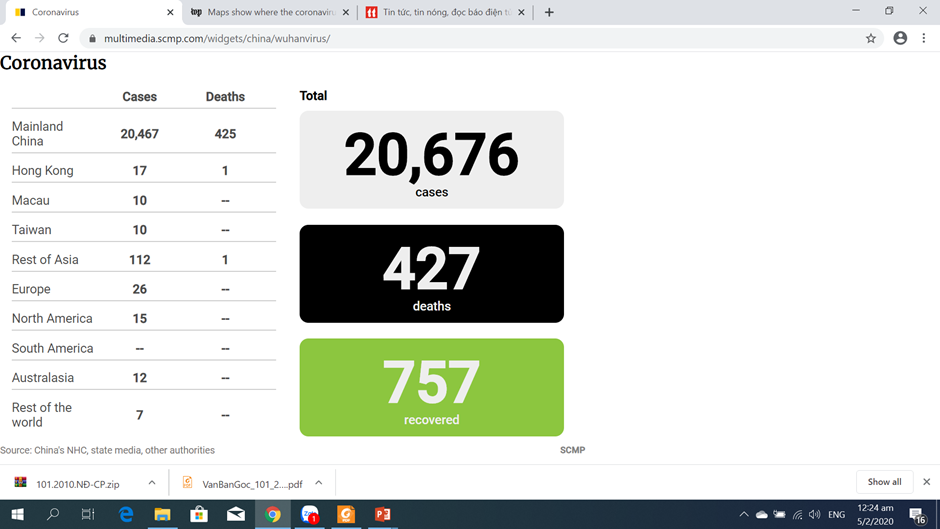 Coronavirus
Maps show where the coronaviru
Tin tức, tin nóng, đọc báo điện tử
multimedia.scmp.com/widgets/china/wuhanvirus/
Coronavirus
Cases Deaths
Mainland
China 20,467 425
Hong Kong 17 1
Macau 10 --
Taiwan 10 --
Rest of Asia 112 1
Europe 26 --
North America 15 --
South America -- --
Australasia 12 --
Rest of the
world 7 --
Total
20,676
cases
427
deaths
757
recovered
Source: China's NHC, state media, other authorities
SCMP
101.2010.NĐ-CP.zip
VanBanGoc_101_2....pdf
Show all
ENG
12:24 am
5/2/2020
16